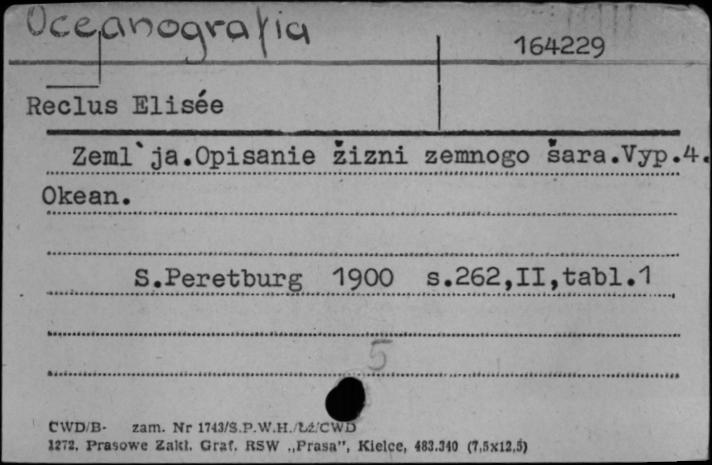 Oceanografia
164229
Reclus Elisée
Zeml`ja.Opisanie žizni zemnogo šara.Vyp.4.
Okean.
S.Peretburg 1900 s.262,II,tabl.1
5
CWD/B- zam. Nr 1743/S.P.W.H./Łź/CWD
1272. Prasowe Zakł. Graf. RSW „Prasa”, Kielce, 483.340 (7,5x12,5)